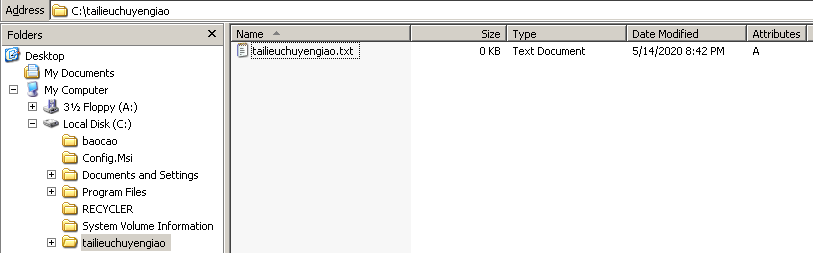 Address C:\tailieuchuyengiao
Folders
Desktop
My Documents
My Computer
3½ Floppy (A:)
Local Disk (C:)
baocao
Config.Msi
Documents and Settings
Program Files
RECYCLER
System Volume Information
tailieuchuyengiao
Name Size Type Date Modified Attributes
tailieuchuyengiao.txt 0 KB Text Document 5/14/2020 8:42 PM A